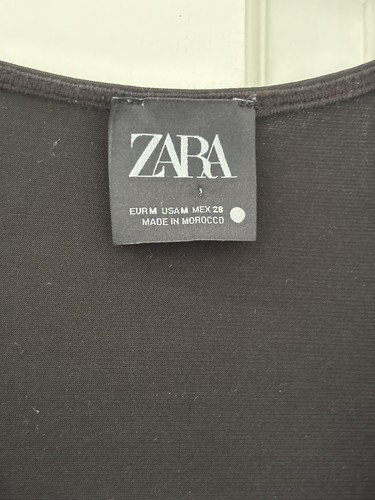 ZARA
EUR M USA M MEX 28
MADE IN MOROCCO